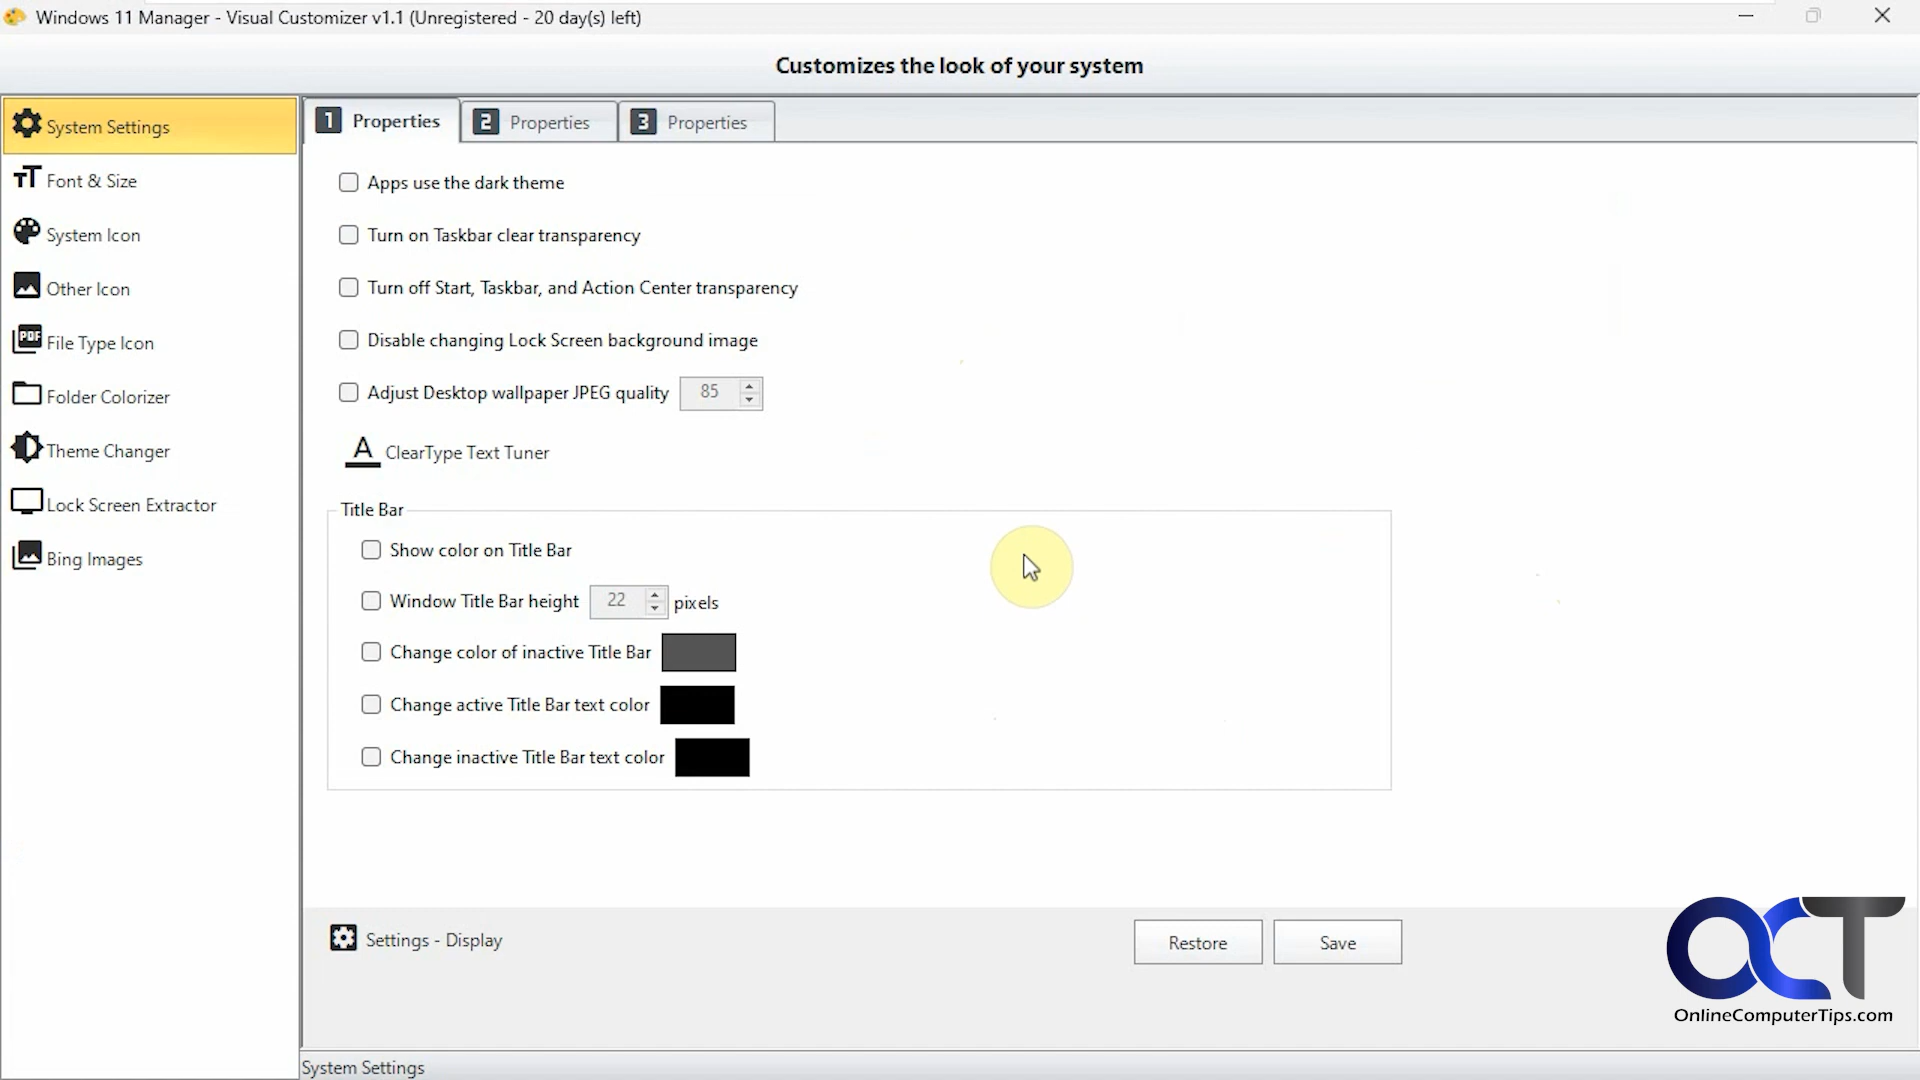 Windows 11 Manager - Visual Customizer v1.1 (Unregistered - 20 day(s) left)
Customizes the look of your system
System Settings
Font & Size
System Icon
Other Icon
File Type Icon
Folder Colorizer
Theme Changer
Lock Screen Extractor
Bing Images
1 Properties
2 Properties
3 Properties
Apps use the dark theme
Turn on Taskbar clear transparency
Turn off Start, Taskbar, and Action Center transparency
Disable changing Lock Screen background image
Adjust Desktop wallpaper JPEG quality 85
A ClearType Text Tuner
Title Bar
Show color on Title Bar
Window Title Bar height 22 pixels
Change color of inactive Title Bar
Change active Title Bar text color
Change inactive Title Bar text color
Settings - Display
Restore
Save
OCT
OnlineComputerTips.com
System Settings